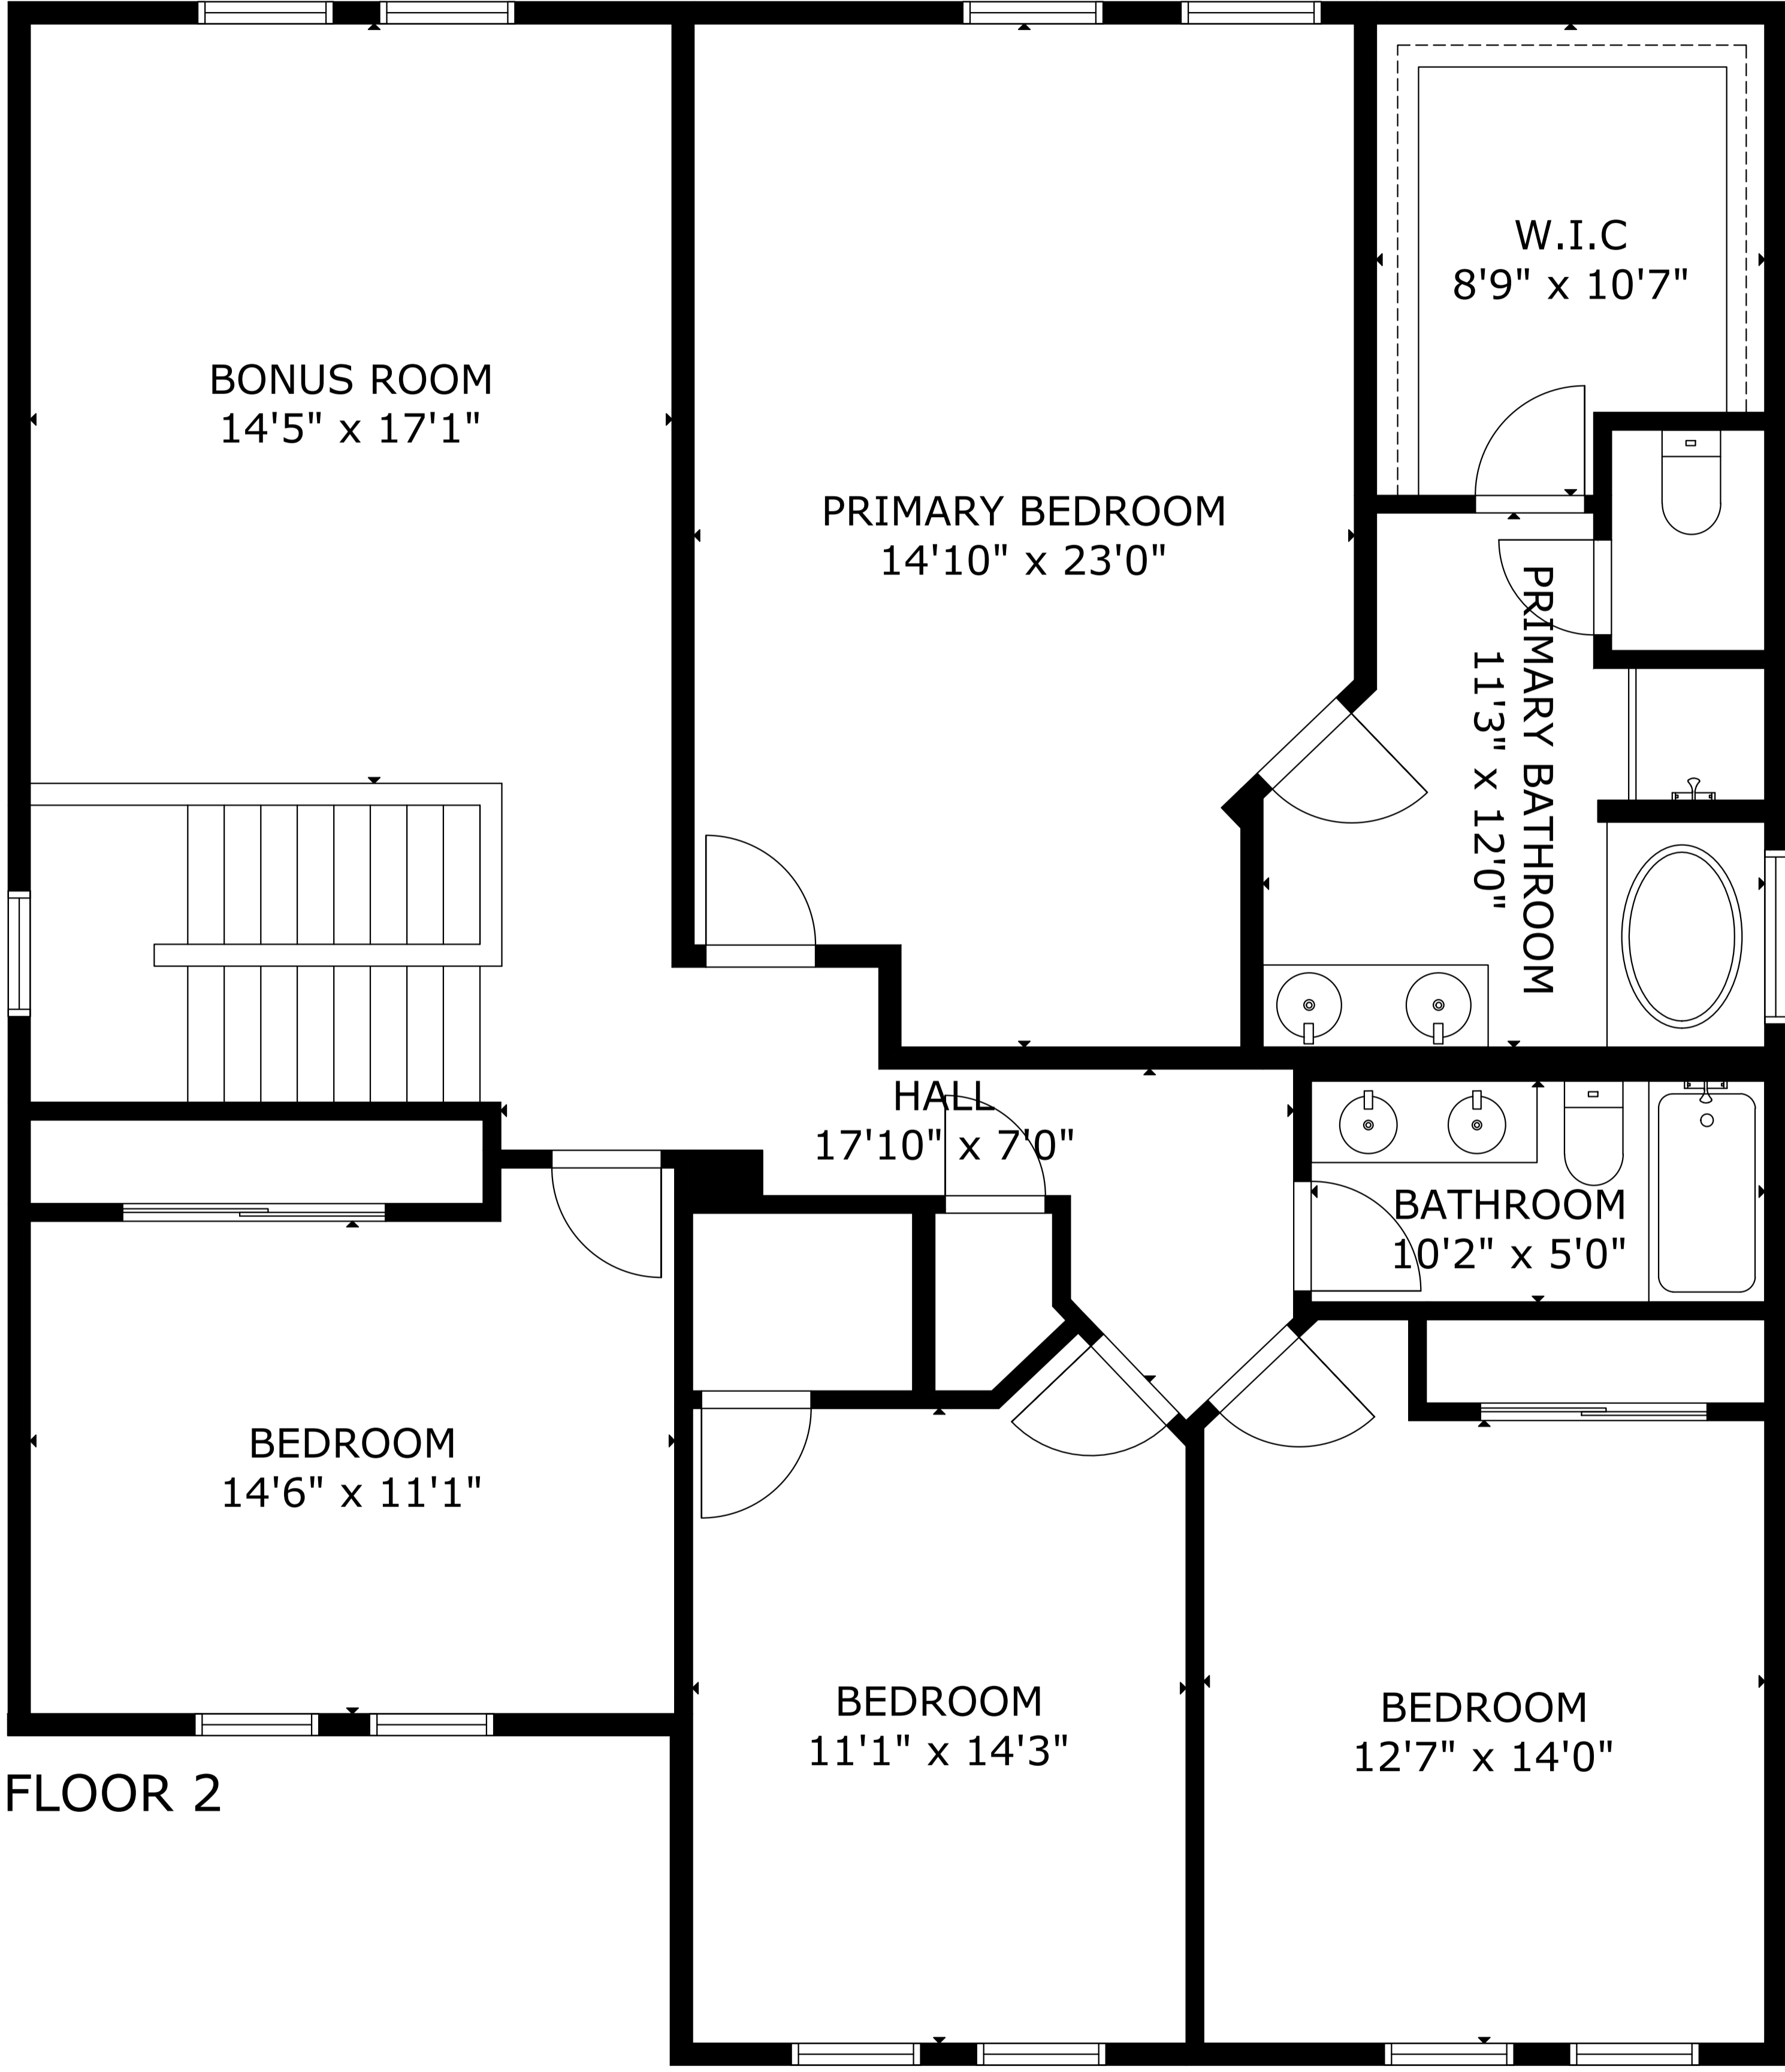 W.I.C
8'9" x 10'7"
BONUS ROOM
14'5" x 17'1"
PRIMARY BEDROOM
14'10" x 23'0"
PRIMARY BATHROOM
11'3" x 12'0"
HALL
17'10" x 7'0"
BATHROOM
10'2" x 5'0"
BEDROOM
14'6" x 11'1"
BEDROOM
11'1" x 14'3"
BEDROOM
12'7" x 14'0"
FLOOR 2